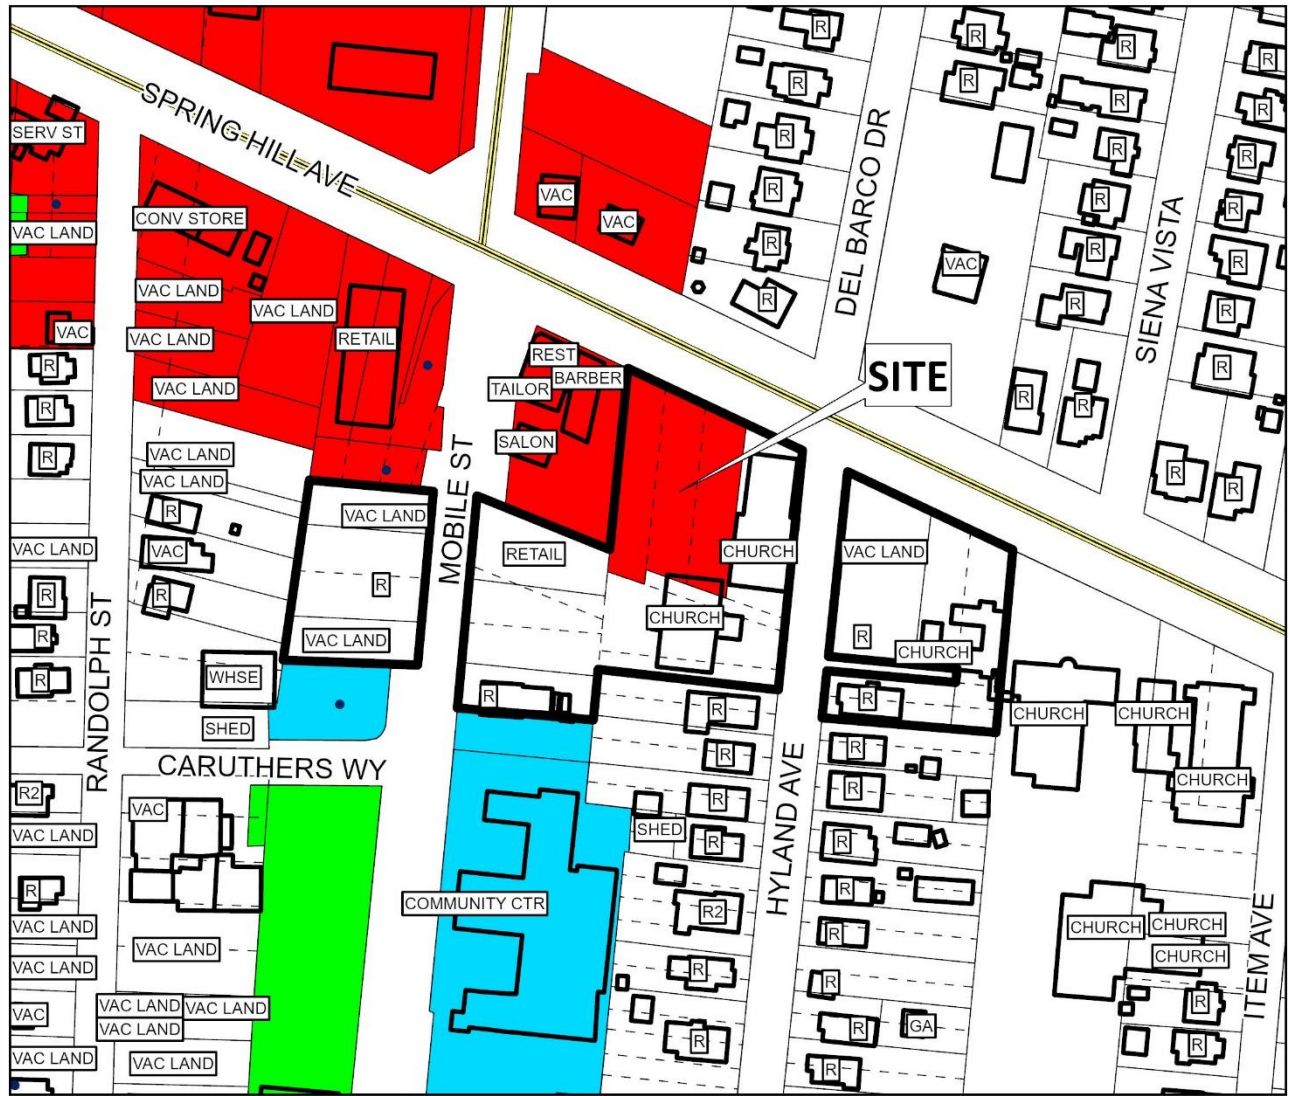 R
R
R
R
R
R
SERV ST
SPRING HILL AVE
R
R
R
R
R
R
CONV STORE
VAC
VAC
R
DEL BARCO DR
R
R
R
SIENA VISTA
VAC LAND
R
R
R
VAC
R
VAC LAND
VAC LAND
R
R
R
VAC
VAC LAND
RETAIL
REST
SITE
R
R
VAC LAND
TAILOR
BARBER
R
R
R
SALON
VAC LAND
R
VAC LAND
R
R
R
VAC LAND
MOBILE ST
VAC LAND
VAC
RETAIL
CHURCH
VAC LAND
R
R
R
R
VAC LAND
CHURCH
R
CHURCH
RANDOLPH ST
R
WHSE
R
R
R
SHED
CHURCH
CHURCH
R
R
CARUTHERS WY
CHURCH
R2
VAC
R
R
VAC LAND
SHED
R
R
HYLAND AVE
R
COMMUNITY CTR
R2
R
VAC LAND
CHURCH
CHURCH
R
VAC LAND
CHURCH
ITEM AVE
VAC LAND
R
R
VAC LAND
VAC LAND
R
VAC
VAC LAND
R
R
GA
R
VAC LAND
VAC LAND
R